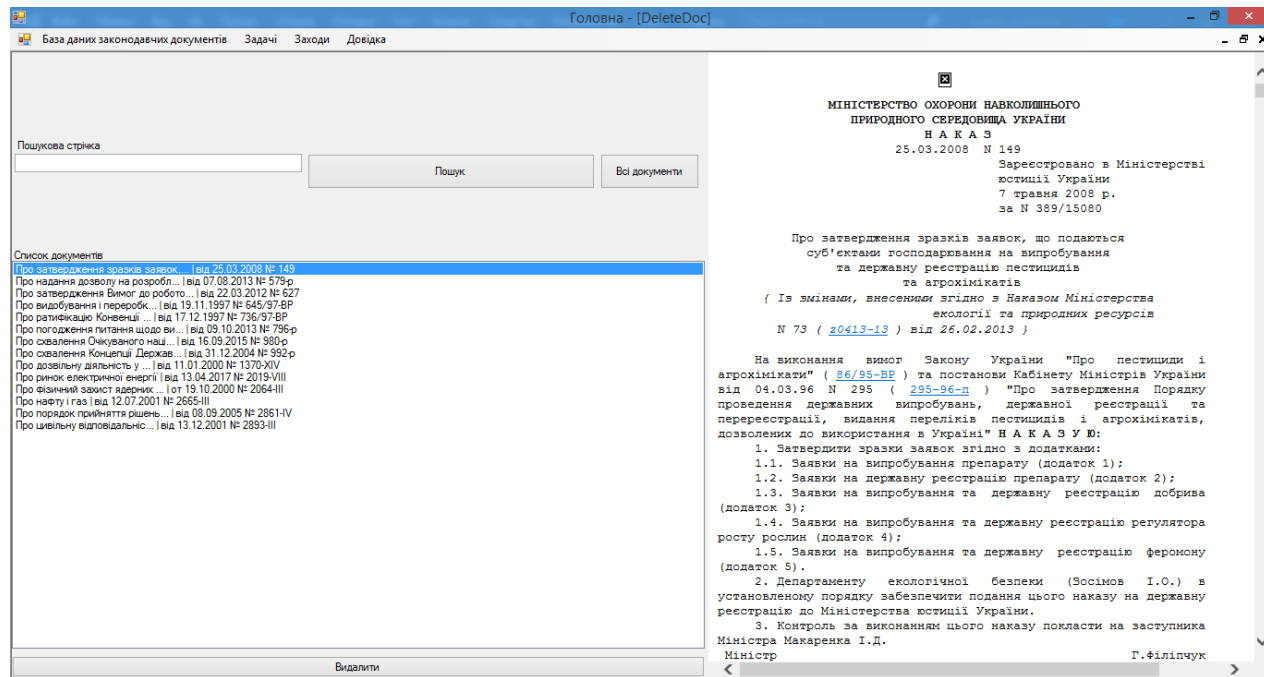 Головна - [DeleteDoc]
База даних законодавчих документів Задачі Заходи Довідка
Пошукова стрічка
Пошук
Всі документи
Список документів
Про затвердження зразків заявок,... | від 25.03.2008 № 149
Про надання дозволу на розробл... | від 07.08.2013 № 579-р
Про затвердження Вимог до робото... | від 22.03.2012 № 627
Про видобування і переробк... | від 19.11.1997 № 645/97-ВР
Про ратифікацію Конвенції ... | від 17.12.1997 № 736/97-ВР
Про погодження питання щодо ви... | від 09.10.2013 № 796-р
Про схвалення Очікуваного наці... | від 16.09.2015 № 980-р
Про схвалення Концепції Держав... | від 31.12.2004 № 992-р
Про дозвільну діяльність у ... | від 11.01.2000 № 1370-XIV
Про ринок електричної енергії | від 13.04.2017 № 2019-VIII
Про фізичний захист ядерних ... | от 19.10.2000 № 2064-III
Про нафту і газ | від 12.07.2001 № 2665-III
Про порядок прийняття рішень... | від 08.09.2005 № 2861-IV
Про цивільну відповідальніс... | від 13.12.2001 № 2893-III
Видалити
МІНІСТЕРСТВО ОХОРОНИ НАВКОЛИШНЬОГО
ПРИРОДНОГО СЕРЕДОВИЩА УКРАЇНИ
Н А К А З
25.03.2008 N 149
Зареєстровано в Міністерстві
юстиції України
7 травня 2008 р.
за N 389/15080
Про затвердження зразків заявок, що подаються
суб'єктами господарювання на випробування
та державну реєстрацію пестицидів
та агрохімікатів
{ Із змінами, внесеними згідно з Наказом Міністерства
екології та природних ресурсів
N 73 ( z0413-13 ) від 26.02.2013 }
На виконання вимог Закону України "Про пестициди і
агрохімікати" ( 86/95-ВР ) та постанови Кабінету Міністрів України
від 04.03.96 N 295 ( 295-96-п ) "Про затвердження Порядку
проведення державних випробувань, державної реєстрації та
перереєстрації, видання переліків пестицидів і агрохімікатів,
дозволених до використання в Україні" Н А К А З У Ю:
1. Затвердити зразки заявок згідно з додатками:
1.1. Заявки на випробування препарату (додаток 1);
1.2. Заявки на державну реєстрацію препарату (додаток 2);
1.3. Заявки на випробування та державну реєстрацію добрива
(додаток 3);
1.4. Заявки на випробування та державну реєстрацію регулятора
росту рослин (додаток 4);
1.5. Заявки на випробування та державну реєстрацію феромону
(додаток 5).
2. Департаменту екологічної безпеки (Зосімов І.О.) в
установленому порядку забезпечити подання цього наказу на державну
реєстрацію до Міністерства юстиції України.
3. Контроль за виконанням цього наказу покласти на заступника
Міністра Макаренка І.Д.
Міністр Г.Філіпчук